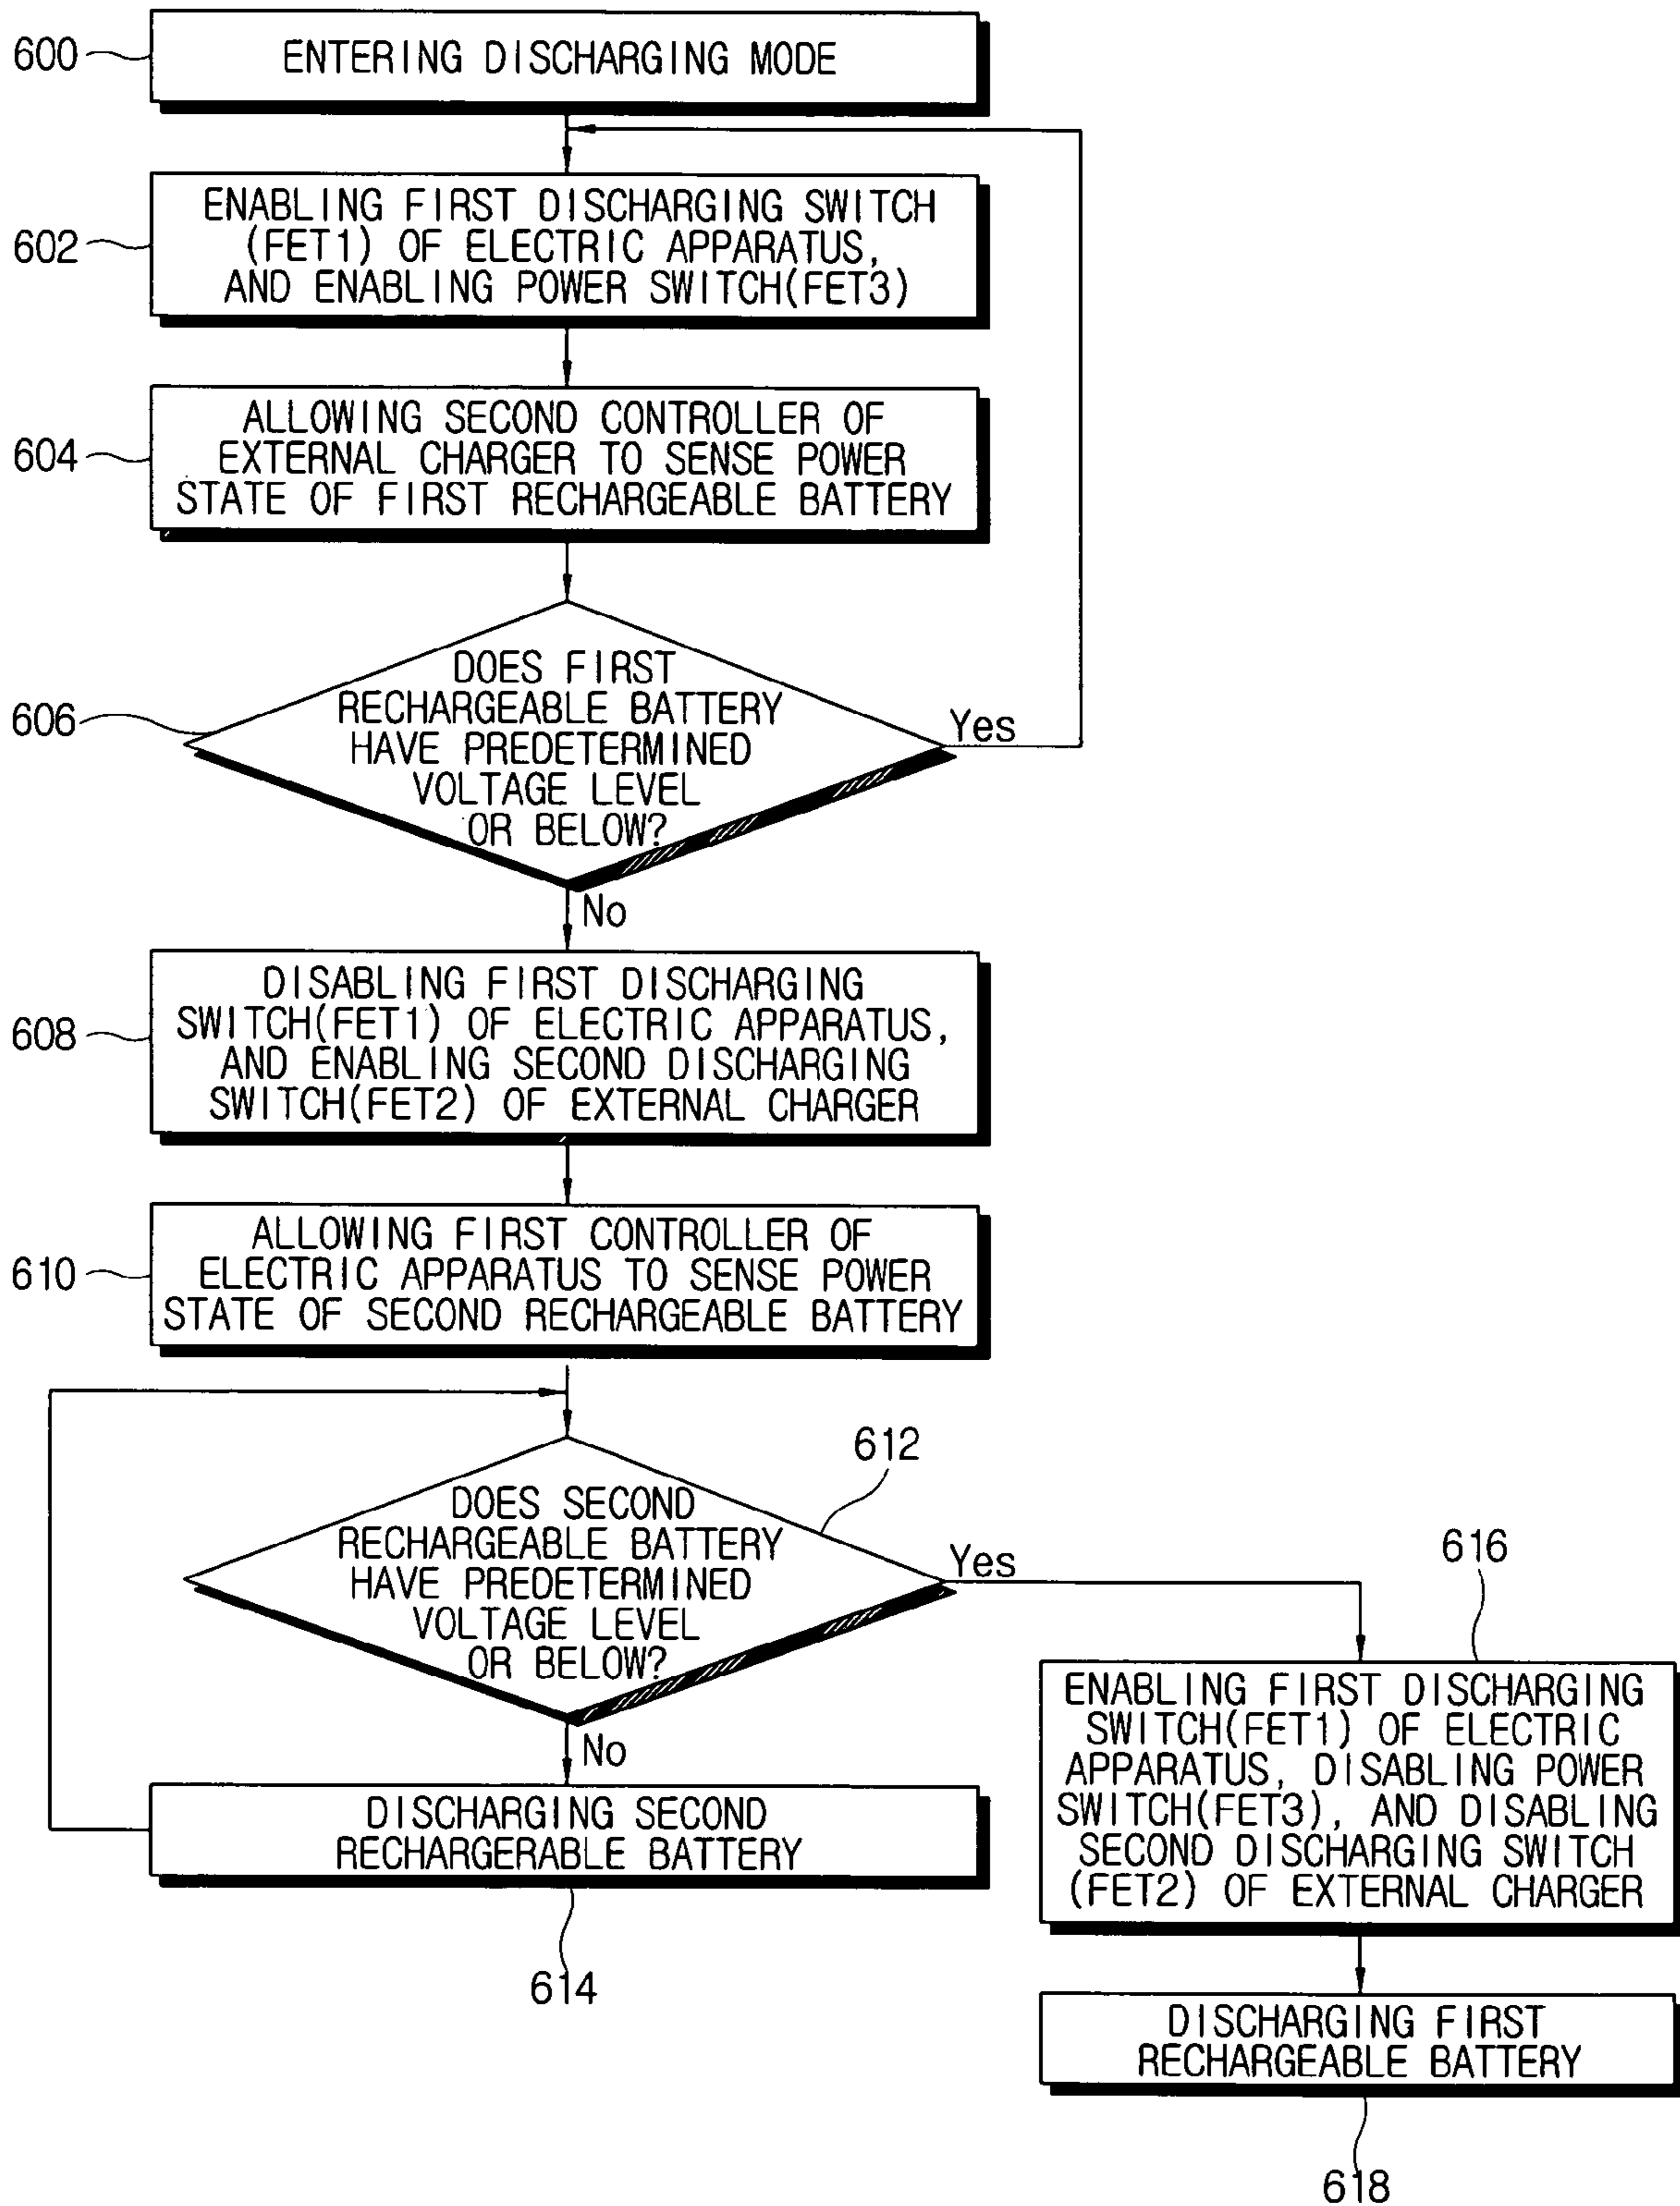 600
ENTERING DISCHARGING MODE
602
ENABLING FIRST DISCHARGING SWITCH
(FET1) OF ELECTRIC APPARATUS,
AND ENABLING POWER SWITCH(FET3)
604
ALLOWING SECOND CONTROLLER OF
EXTERNAL CHARGER TO SENSE POWER
STATE OF FIRST RECHARGEABLE BATTERY
606
DOES FIRST
RECHARGEABLE BATTERY
HAVE PREDETERMINED
VOLTAGE LEVEL
OR BELOW?
Yes
No
608
DISABLING FIRST DISCHARGING
SWITCH(FET1) OF ELECTRIC APPARATUS,
AND ENABLING SECOND DISCHARGING
SWITCH(FET2) OF EXTERNAL CHARGER
610
ALLOWING FIRST CONTROLLER OF
ELECTRIC APPARATUS TO SENSE POWER
STATE OF SECOND RECHARGEABLE BATTERY
612
DOES SECOND
RECHARGEABLE BATTERY
HAVE PREDETERMINED
VOLTAGE LEVEL
OR BELOW?
Yes
No
DISCHARGING SECOND
RECHARGERABLE BATTERY
614
616
ENABLING FIRST DISCHARGING
SWITCH(FET1) OF ELECTRIC
APPARATUS, DISABLING POWER
SWITCH(FET3), AND DISABLING
SECOND DISCHARGING SWITCH
(FET2) OF EXTERNAL CHARGER
DISCHARGING FIRST
RECHARGEABLE BATTERY
618